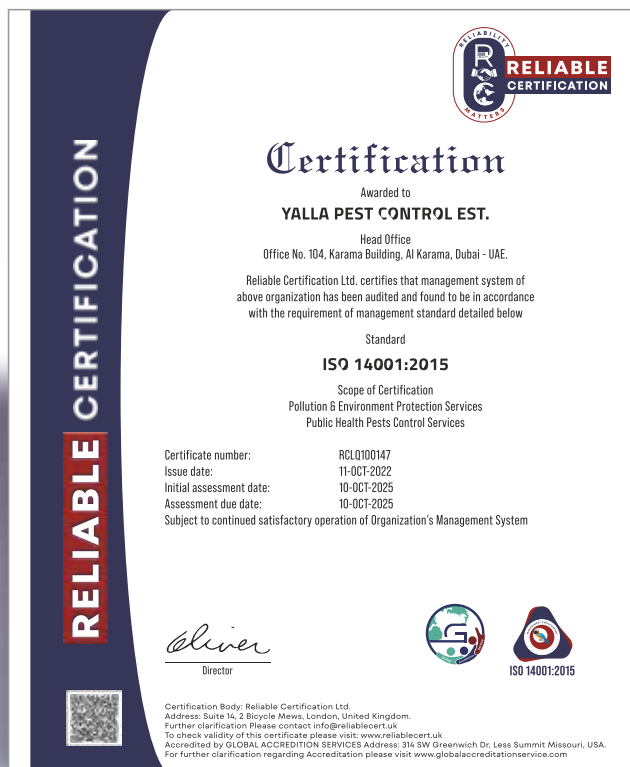 RELIABILITY
RELIABLE
CERTIFICATION
MATTERS
RELIABLE CERTIFICATION
Certification
Awarded to
YALLA PEST CONTROL EST.
Head Office
Office No. 104, Karama Building, Al Karama, Dubai - UAE.
Reliable Certification Ltd. certifies that management system of
above organization has been audited and found to be in accordance
with the requirement of management standard detailed below
Standard
ISO 14001:2015
Scope of Certification
Pollution & Environment Protection Services
Public Health Pests Control Services
Certificate number: RCLQ100147
Issue date: 11-OCT-2022
Initial assessment date: 10-OCT-2025
Assessment due date: 10-OCT-2025
Subject to continued satisfactory operation of Organization's Management System
Oliver
Director
ISO 14001:2015
Certification Body: Reliable Certification Ltd.
Address: Suite 14, 2 Bicycle Mews, London, United Kingdom.
Further clarification Please contact info@reliablecert.uk
To check validity of this certificate please visit: www.reliablecert.uk
Accredited by GLOBAL ACCREDITION SERVICES Address: 314 SW Greenwich Dr, Less Summit Missouri, USA.
For further clarification regarding Accreditation please visit www.globalaccreditationservice.com